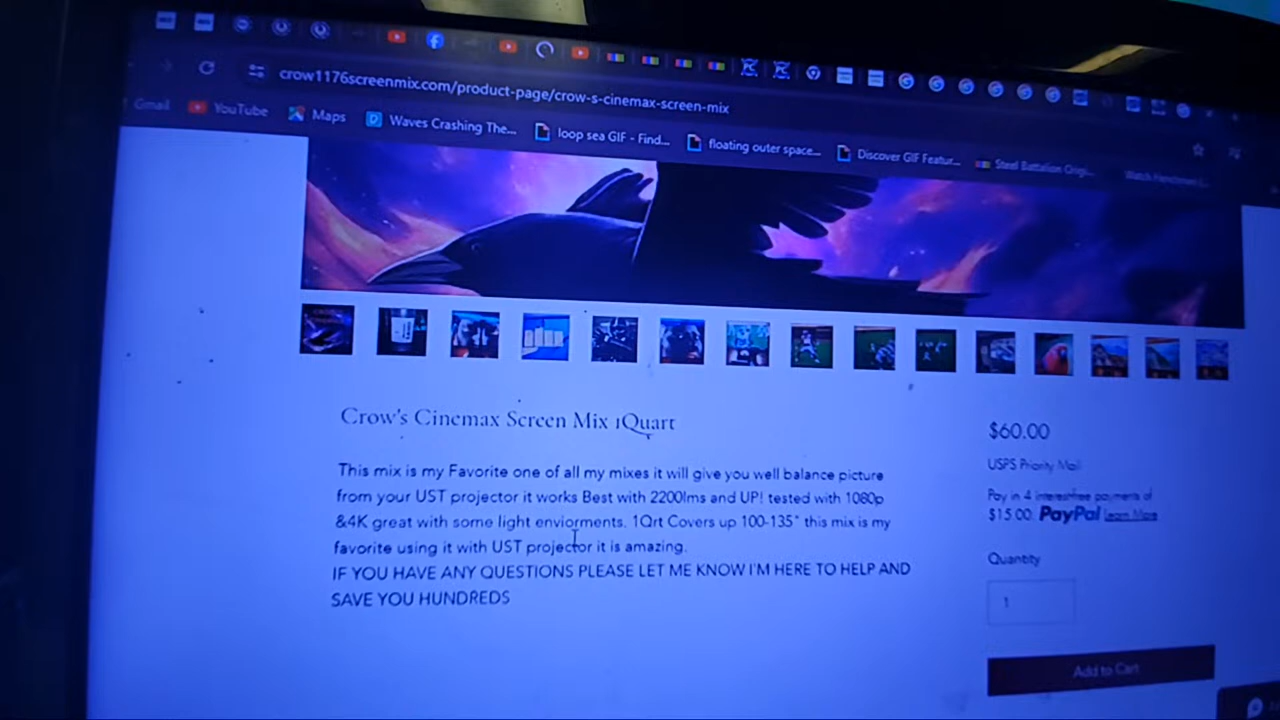 crow1176screenmix.com/product-page/crow-s-cinemax-screen-mix
Gmail YouTube Maps Waves Crashing The... loop sea GIF - Find... floating outer space... Discover GIF Featur... Steel Battalion Origi...
Crow's Cinemax Screen Mix 1Quart
$60.00
USPS Priority Mail
This mix is my Favorite one of all my mixes it will give you well balance picture
from your UST projector it works Best with 2200lms and UP! tested with 1080p
&4K great with some light enviorments. 1Qrt Covers up 100-135" this mix is my
favorite using it with UST projector it is amazing.
IF YOU HAVE ANY QUESTIONS PLEASE LET ME KNOW I'M HERE TO HELP AND
SAVE YOU HUNDREDS
Pay in 4 interest-free payments of
$15.00. PayPal Learn More
Quantity
1
Add to Cart